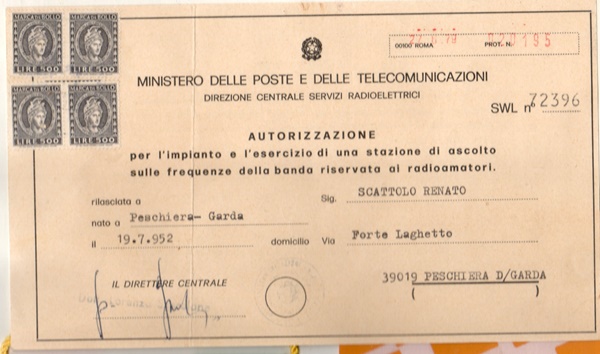 MARCA DA BOLLO MARCA DA BOLLO
LIRE 500 LIRE 500
MARCA DA BOLLO MARCA DA BOLLO
LIRE 500 LIRE 500
00100 ROMA PROT. N.
MINISTERO DELLE POSTE E DELLE TELECOMUNICAZIONI
DIREZIONE CENTRALE SERVIZI RADIOELETTRICI
SWL n° 72396
AUTORIZZAZIONE
per l'impianto e l'esercizio di una stazione di ascolto
sulle frequenze della banda riservata ai radioamatori.
rilasciata a Sig. SCATTOLO RENATO
nato a Peschiera- Garda
il 19.7.952 domicilio Via Forte Laghetto
IL DIRETTORE CENTRALE
39019 PESCHIERA D/GARDA
( )